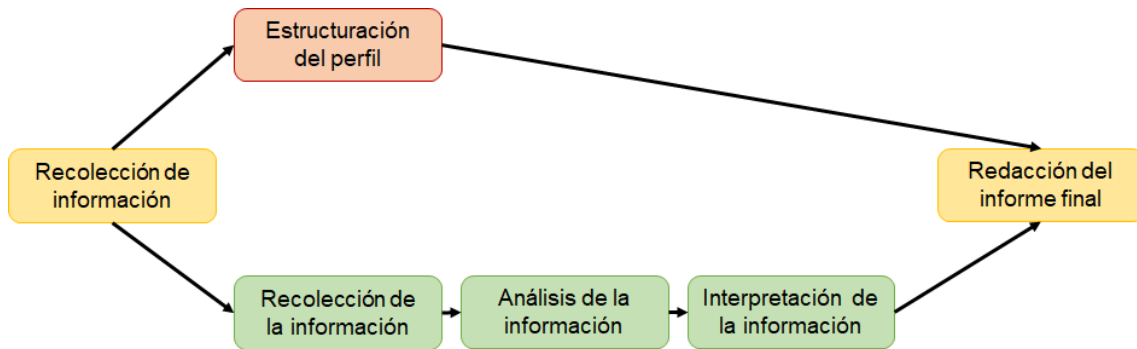 Estructuración
del perfil
Recolección de
información
Redacción del
informe final
Recolección de
la información
Análisis de la
información
Interpretación de
la información